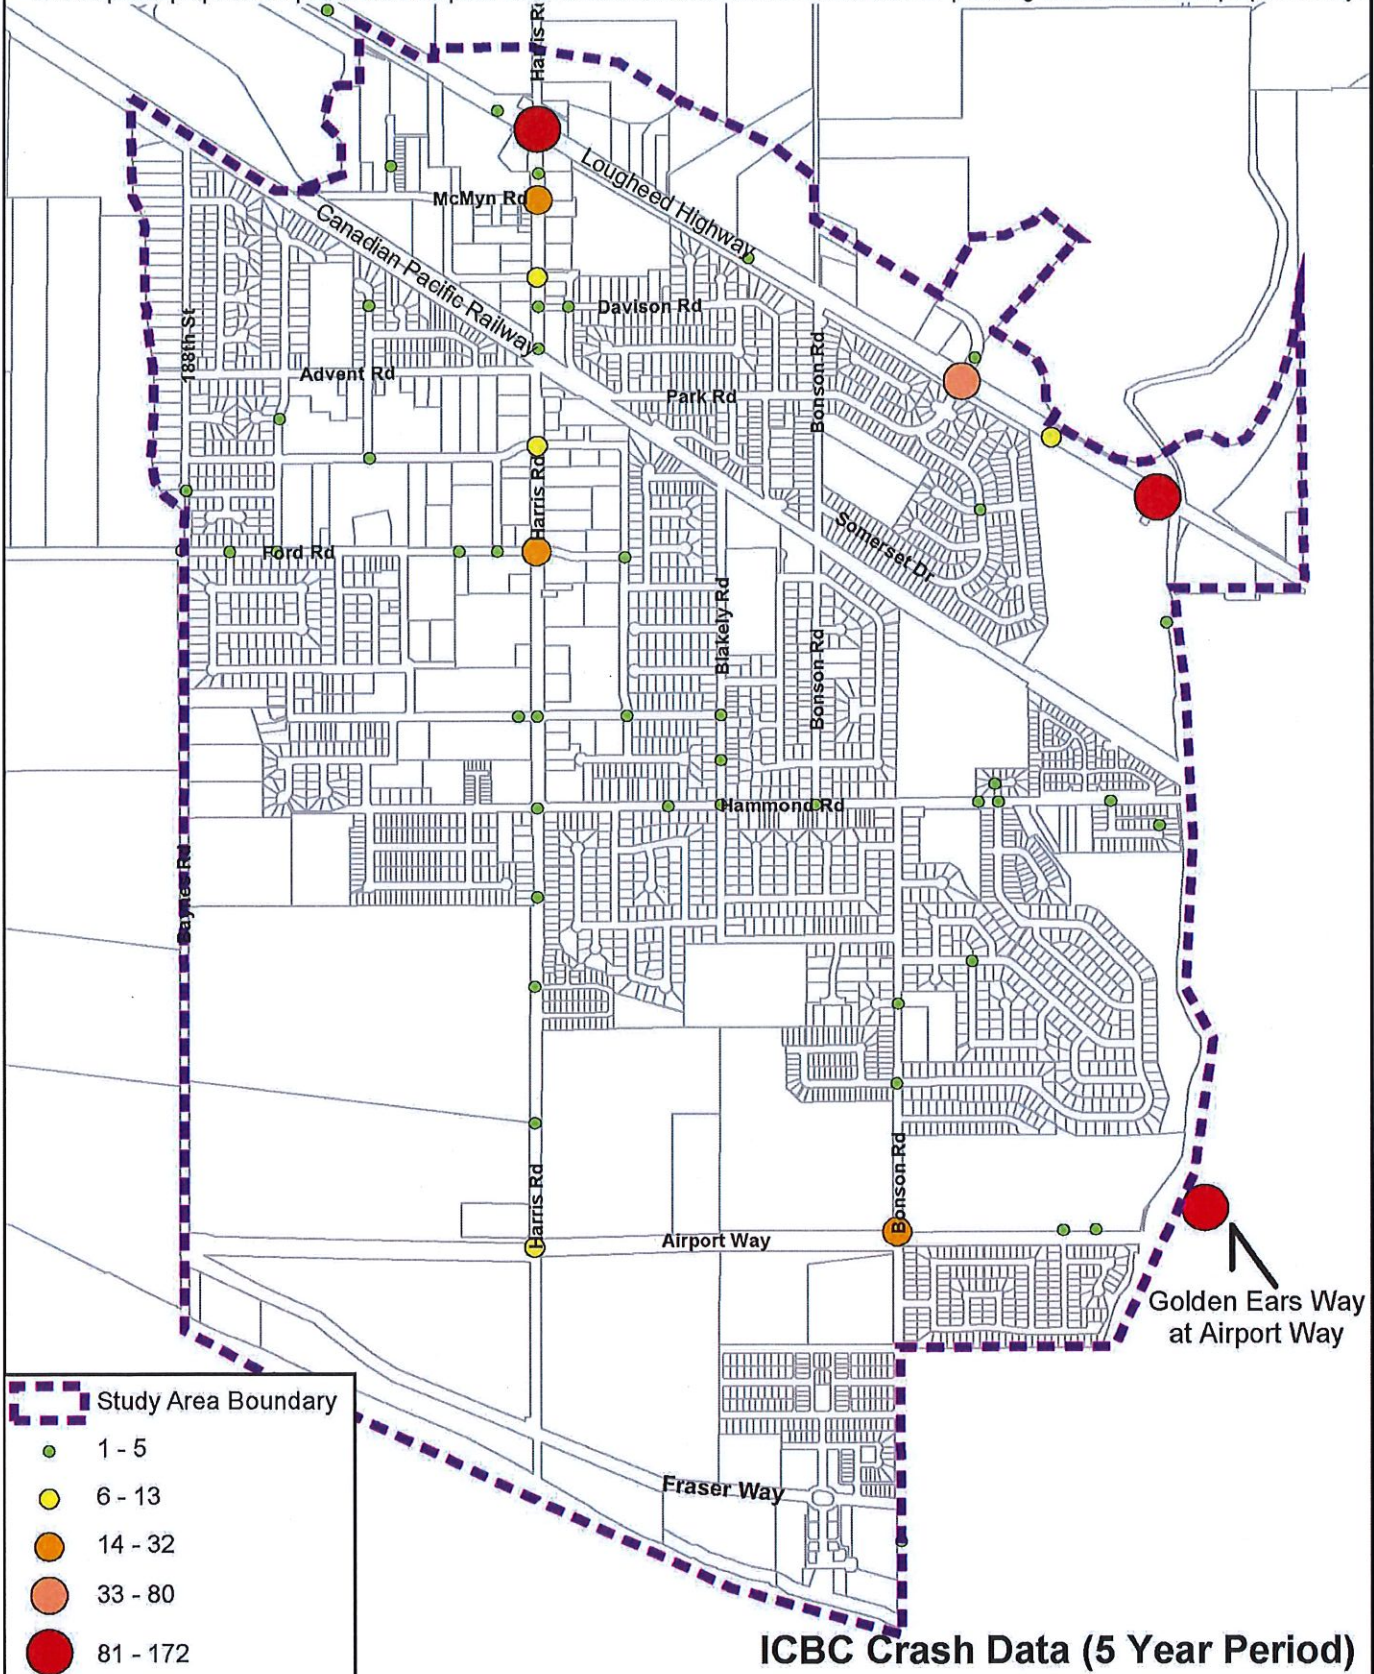 Harris Rd
Lougheed Highway
McMyn Rd
Canadian Pacific Railway
Davison Rd
188th St
Bonson Rd
Advent Rd
Park Rd
Harris Rd
Somerset Dr
Ford Rd
Blakely Rd
Bonson Rd
Hammond Rd
Baynes Rd
Bonson Rd
Harris Rd
Airport Way
Golden Ears Way
at Airport Way
Study Area Boundary
1 - 5
6 - 13
Fraser Way
14 - 32
33 - 80
81 - 172
ICBC Crash Data (5 Year Period)